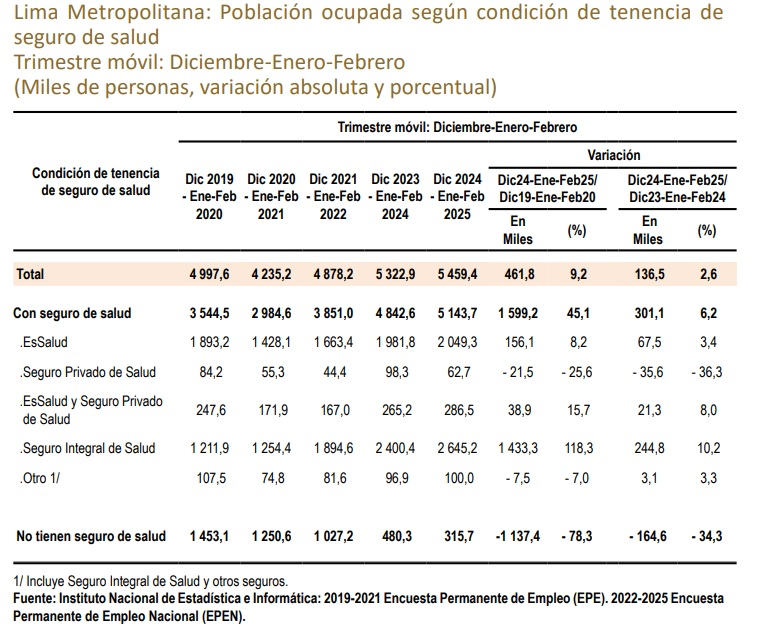 Lima Metropolitana: Población ocupada según condición de tenencia de
seguro de salud
Trimestre móvil: Diciembre-Enero-Febrero
(Miles de personas, variación absoluta y porcentual)
Trimestre móvil: Diciembre-Enero-Febrero
Condición de tenencia de seguro de salud
Dic 2019 - Ene-Feb 2020
Dic 2020 - Ene-Feb 2021
Dic 2021 - Ene-Feb 2022
Dic 2023 - Ene-Feb 2024
Dic 2024 - Ene-Feb 2025
Variación
Dic24-Ene-Feb25/ Dic19-Ene-Feb20
Dic24-Ene-Feb25/ Dic23-Ene-Feb24
En Miles (%) En Miles (%)
Total 4 997,6 4 235,2 4 878,2 5 322,9 5 459,4 461,8 9,2 136,5 2,6
Con seguro de salud 3 544,5 2 984,6 3 851,0 4 842,6 5 143,7 1 599,2 45,1 301,1 6,2
.EsSalud 1 893,2 1 428,1 1 663,4 1 981,8 2 049,3 156,1 8,2 67,5 3,4
.Seguro Privado de Salud 84,2 55,3 44,4 98,3 62,7 - 21,5 - 25,6 - 35,6 - 36,3
.EsSalud y Seguro Privado de Salud 247,6 171,9 167,0 265,2 286,5 38,9 15,7 21,3 8,0
.Seguro Integral de Salud 1 211,9 1 254,4 1 894,6 2 400,4 2 645,2 1 433,3 118,3 244,8 10,2
.Otro 1/ 107,5 74,8 81,6 96,9 100,0 - 7,5 - 7,0 3,1 3,3
No tienen seguro de salud 1 453,1 1 250,6 1 027,2 480,3 315,7 -1 137,4 - 78,3 - 164,6 - 34,3
1/ Incluye Seguro Integral de Salud y otros seguros.
Fuente: Instituto Nacional de Estadística e Informática: 2019-2021 Encuesta Permanente de Empleo (EPE). 2022-2025 Encuesta
Permanente de Empleo Nacional (EPEN).